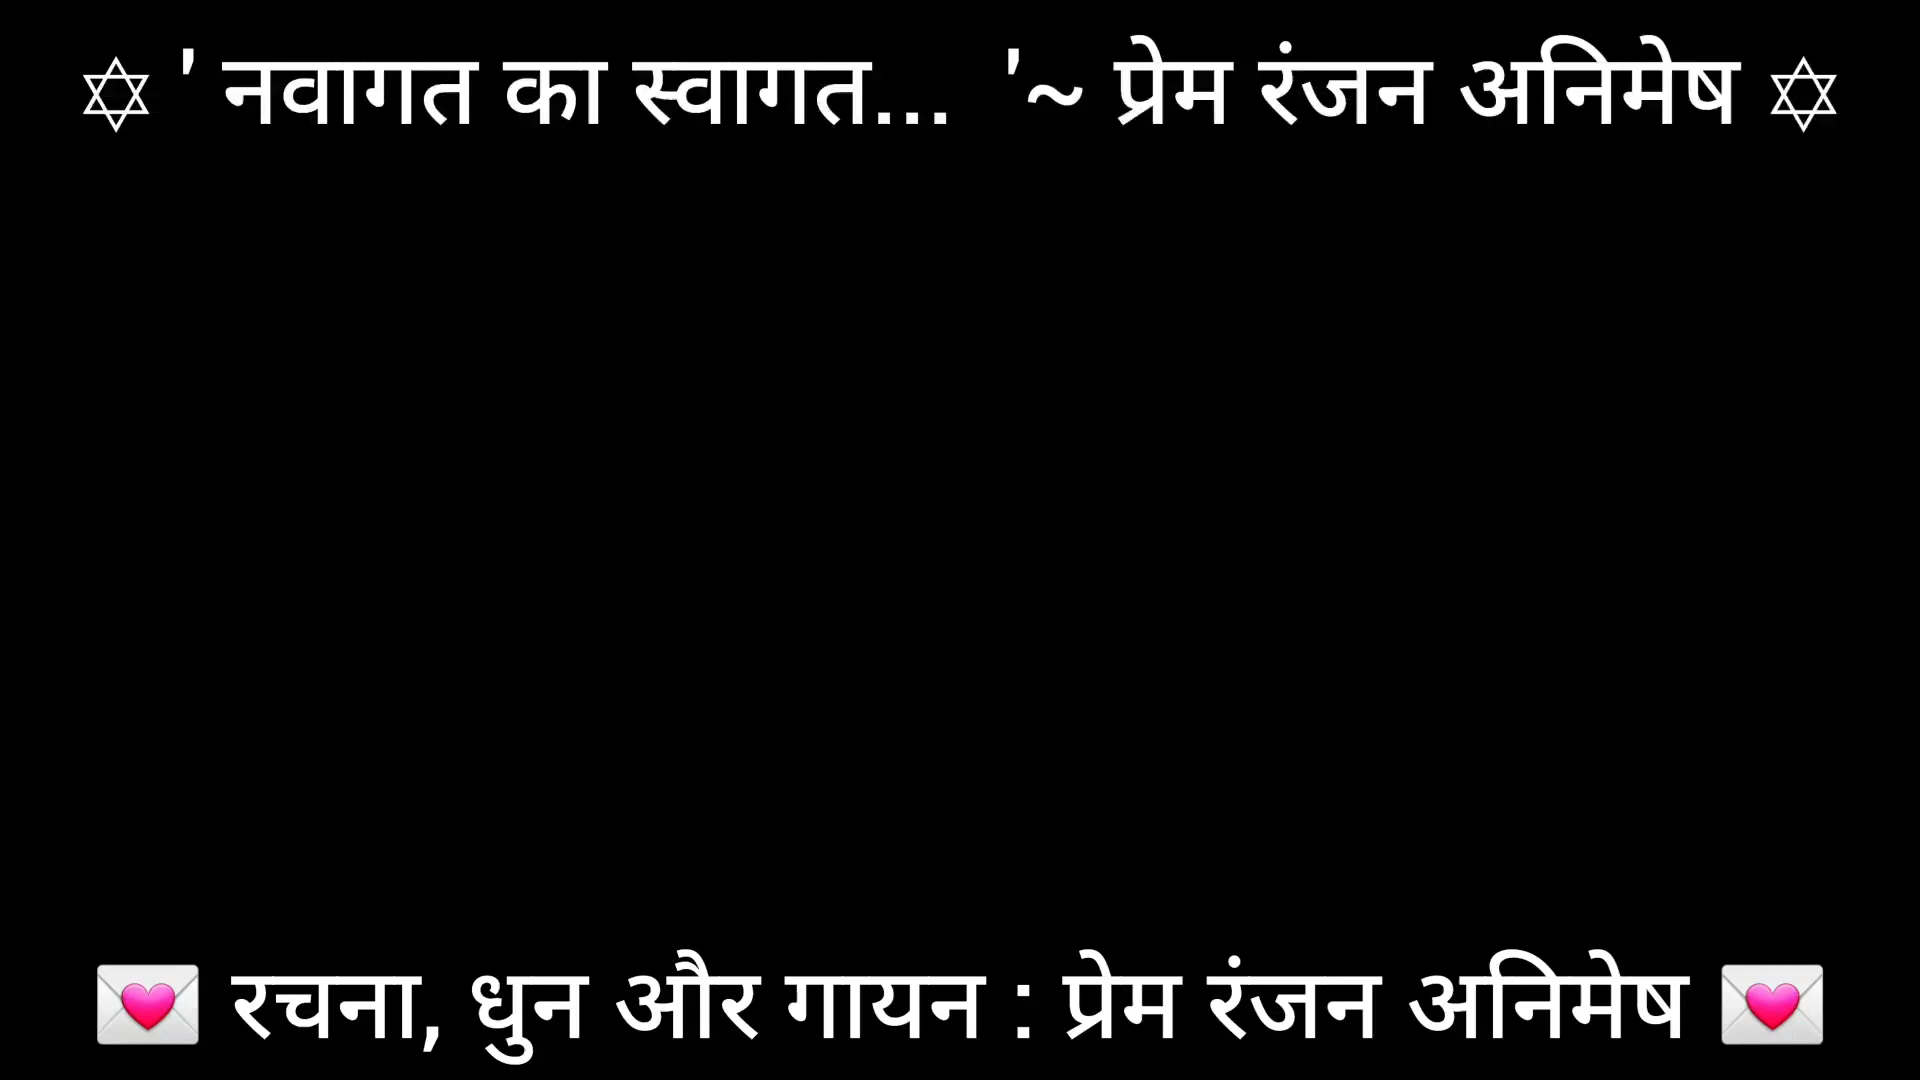 ✡ ' नवागत का स्वागत... '~ प्रेम रंजन अनिमेष ✡
💌 रचना, धुन और गायन : प्रेम रंजन अनिमेष 💌